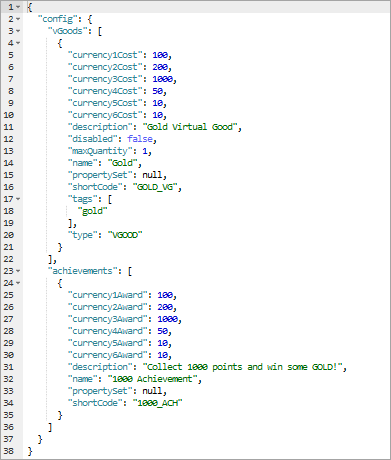 1 {
2 "config": {
3 "vGoods": [
4 {
5 "currency1Cost": 100,
6 "currency2Cost": 200,
7 "currency3Cost": 1000,
8 "currency4Cost": 50,
9 "currency5Cost": 10,
10 "currency6Cost": 10,
11 "description": "Gold Virtual Good",
12 "disabled": false,
13 "maxQuantity": 1,
14 "name": "Gold",
15 "propertySet": null,
16 "shortCode": "GOLD_VG",
17 "tags": [
18 "gold"
19 ],
20 "type": "VGOOD"
21 }
22 ],
23 "achievements": [
24 {
25 "currency1Award": 100,
26 "currency2Award": 200,
27 "currency3Award": 1000,
28 "currency4Award": 50,
29 "currency5Award": 10,
30 "currency6Award": 10,
31 "description": "Collect 1000 points and win some GOLD!",
32 "name": "1000 Achievement",
33 "propertySet": null,
34 "shortCode": "1000_ACH"
35 }
36 ]
37 }
38 }